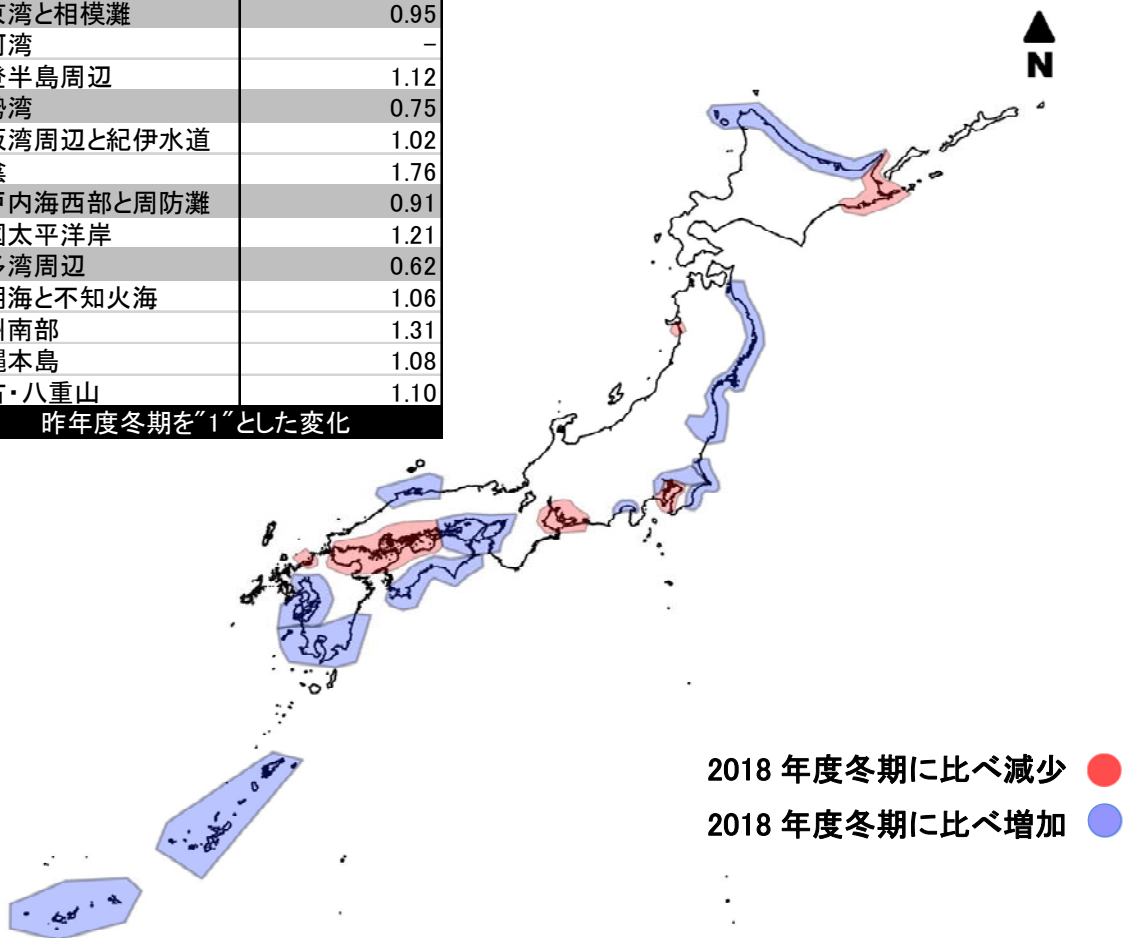 湾と相模灘 0.95
湾 −
半島周辺 1.12
湾 0.75
湾周辺と紀伊水道 1.02
1.76
内海西部と周防灘 0.91
太平洋岸 1.21
湾周辺 0.62
海と不知火海 1.06
南部 1.31
本島 1.08
・八重山 1.10
昨年度冬期を"1"とした変化
N
2018 年度冬期に比べ減少
2018 年度冬期に比べ増加